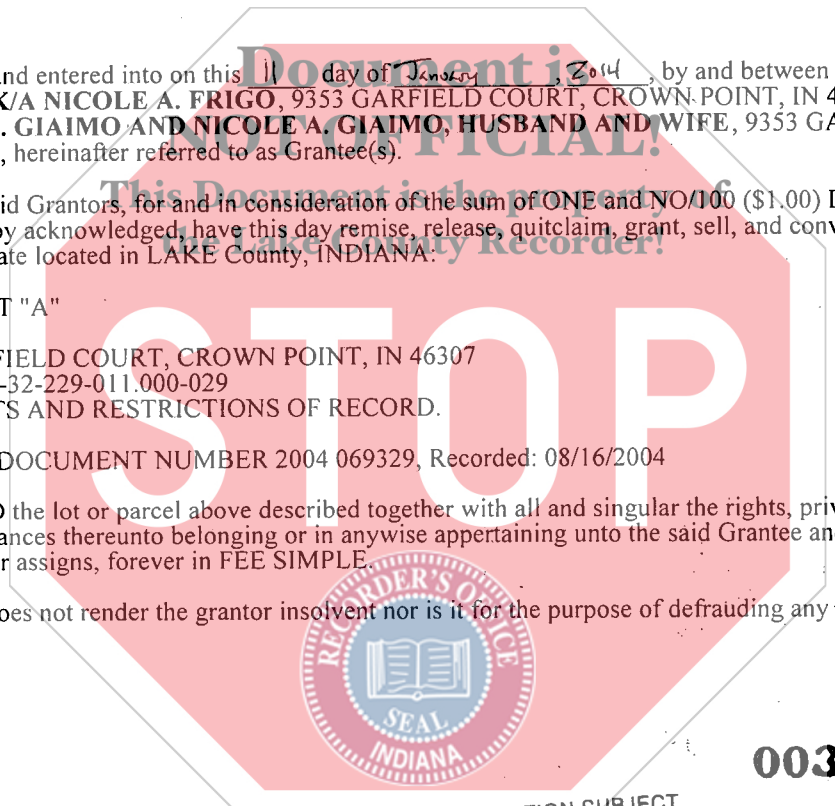 Document is
NOT OFFICIAL!
This Document is the property of
the Lake County Recorder!
STOP
and entered into on this 11 day of January, 2014, by and between
K/A NICOLE A. FRIGO, 9353 GARFIELD COURT, CROWN POINT, IN 4
. GIAIMO AND NICOLE A. GIAIMO, HUSBAND AND WIFE, 9353 GA
, hereinafter referred to as Grantee(s).
id Grantors, for and in consideration of the sum of ONE and NO/100 ($1.00) D
by acknowledged, have this day remise, release, quitclaim, grant, sell, and conv
ate located in LAKE County, INDIANA:
T "A"
FIELD COURT, CROWN POINT, IN 46307
-32-229-011.000-029
TS AND RESTRICTIONS OF RECORD.
DOCUMENT NUMBER 2004 069329, Recorded: 08/16/2004
D the lot or parcel above described together with all and singular the rights, priv
ances thereunto belonging or in anywise appertaining unto the said Grantee an
r assigns, forever in FEE SIMPLE.
oes not render the grantor insolvent nor is it for the purpose of defrauding any
RECORDER'S OFFICE
SEAL
INDIANA
003
TION SUBJECT